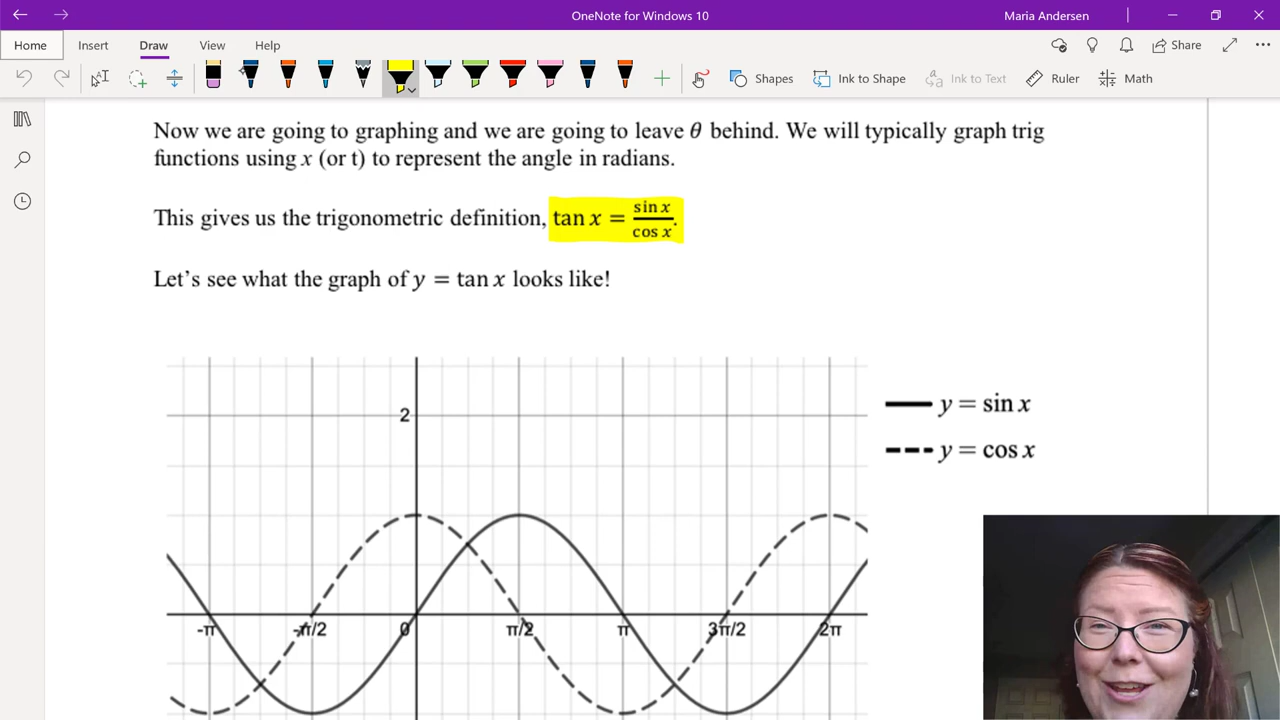 OneNote for Windows 10
Maria Andersen
Home Insert Draw View Help
Share
Shapes Ink to Shape Ink to Text Ruler Math
Now we are going to graphing and we are going to leave θ behind. We will typically graph trig
functions using x (or t) to represent the angle in radians.
This gives us the trigonometric definition, tan x = sin x / cos x.
Let's see what the graph of y = tan x looks like!
2
y = sin x
y = cos x
-π -π/2 0 π/2 π 3π/2 2π